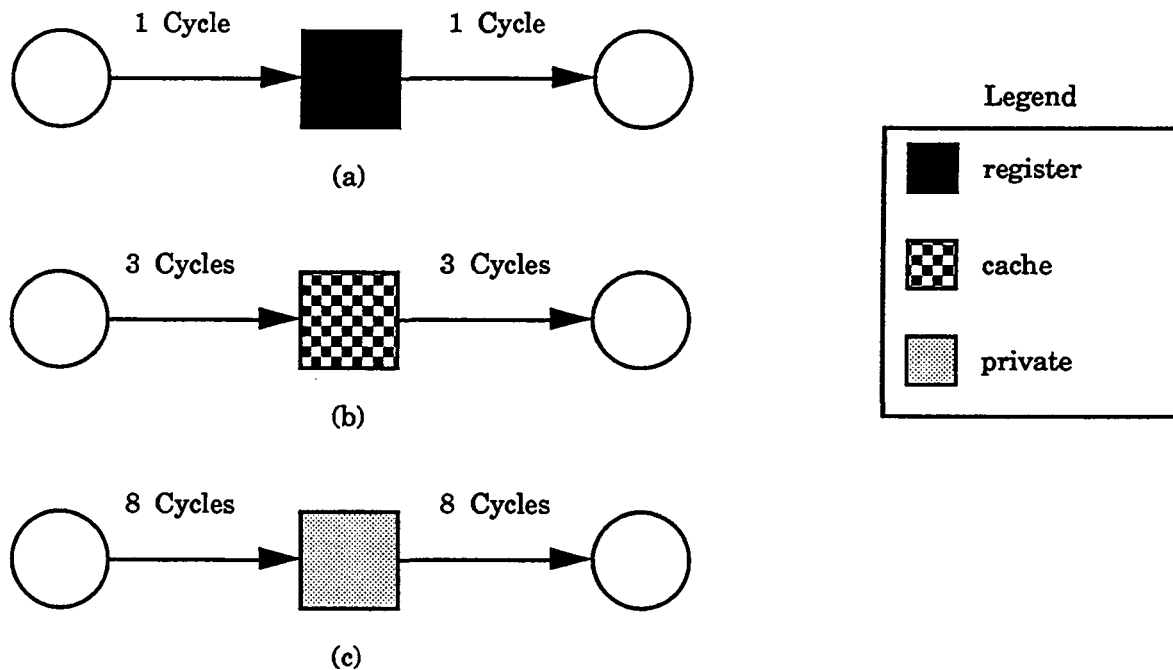 1 Cycle
1 Cycle
(a)
3 Cycles
3 Cycles
(b)
8 Cycles
8 Cycles
(c)
Legend
register
cache
private